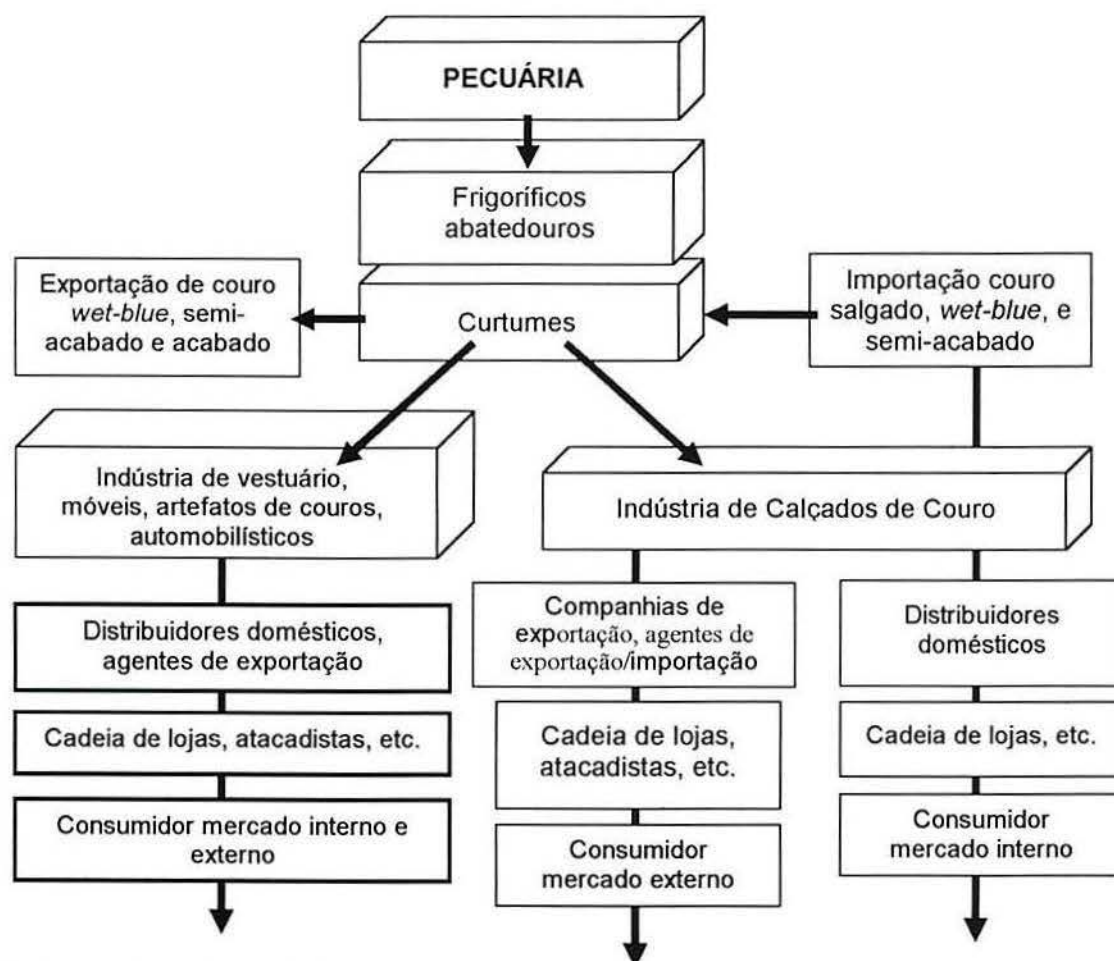 PECUÁRIA
Frigoríficos
abatedouros
Exportação de couro
wet-blue, semi-
acabado e acabado
Curtumes
Importação couro
salgado, wet-blue, e
semi-acabado
Indústria de vestuário,
móveis, artefatos de couros,
automobilísticos
Indústria de Calçados de Couro
Distribuidores domésticos,
agentes de exportação
Companhias de
exportação, agentes de
exportação/importação
Distribuidores
domésticos
Cadeia de lojas, atacadistas, etc.
Cadeia de lojas,
atacadistas, etc.
Cadeia de lojas, etc.
Consumidor mercado interno e
externo
Consumidor
mercado externo
Consumidor
mercado interno